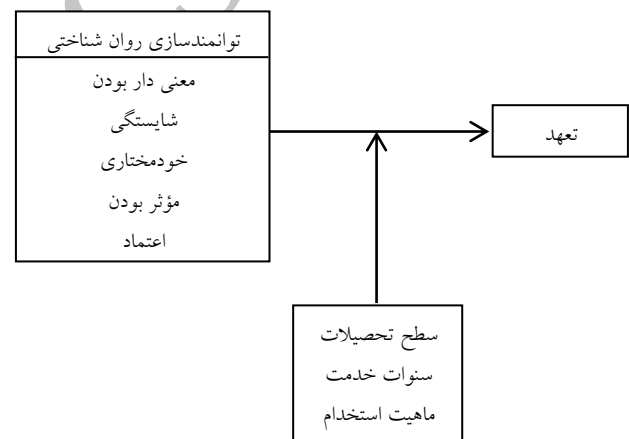 توانمندسازی روان شناختی
معنی دار بودن
شایستگی
خودمختاری
مؤثر بودن
اعتماد
تعهد
سطح تحصیلات
سنوات خدمت
ماهیت استخدام